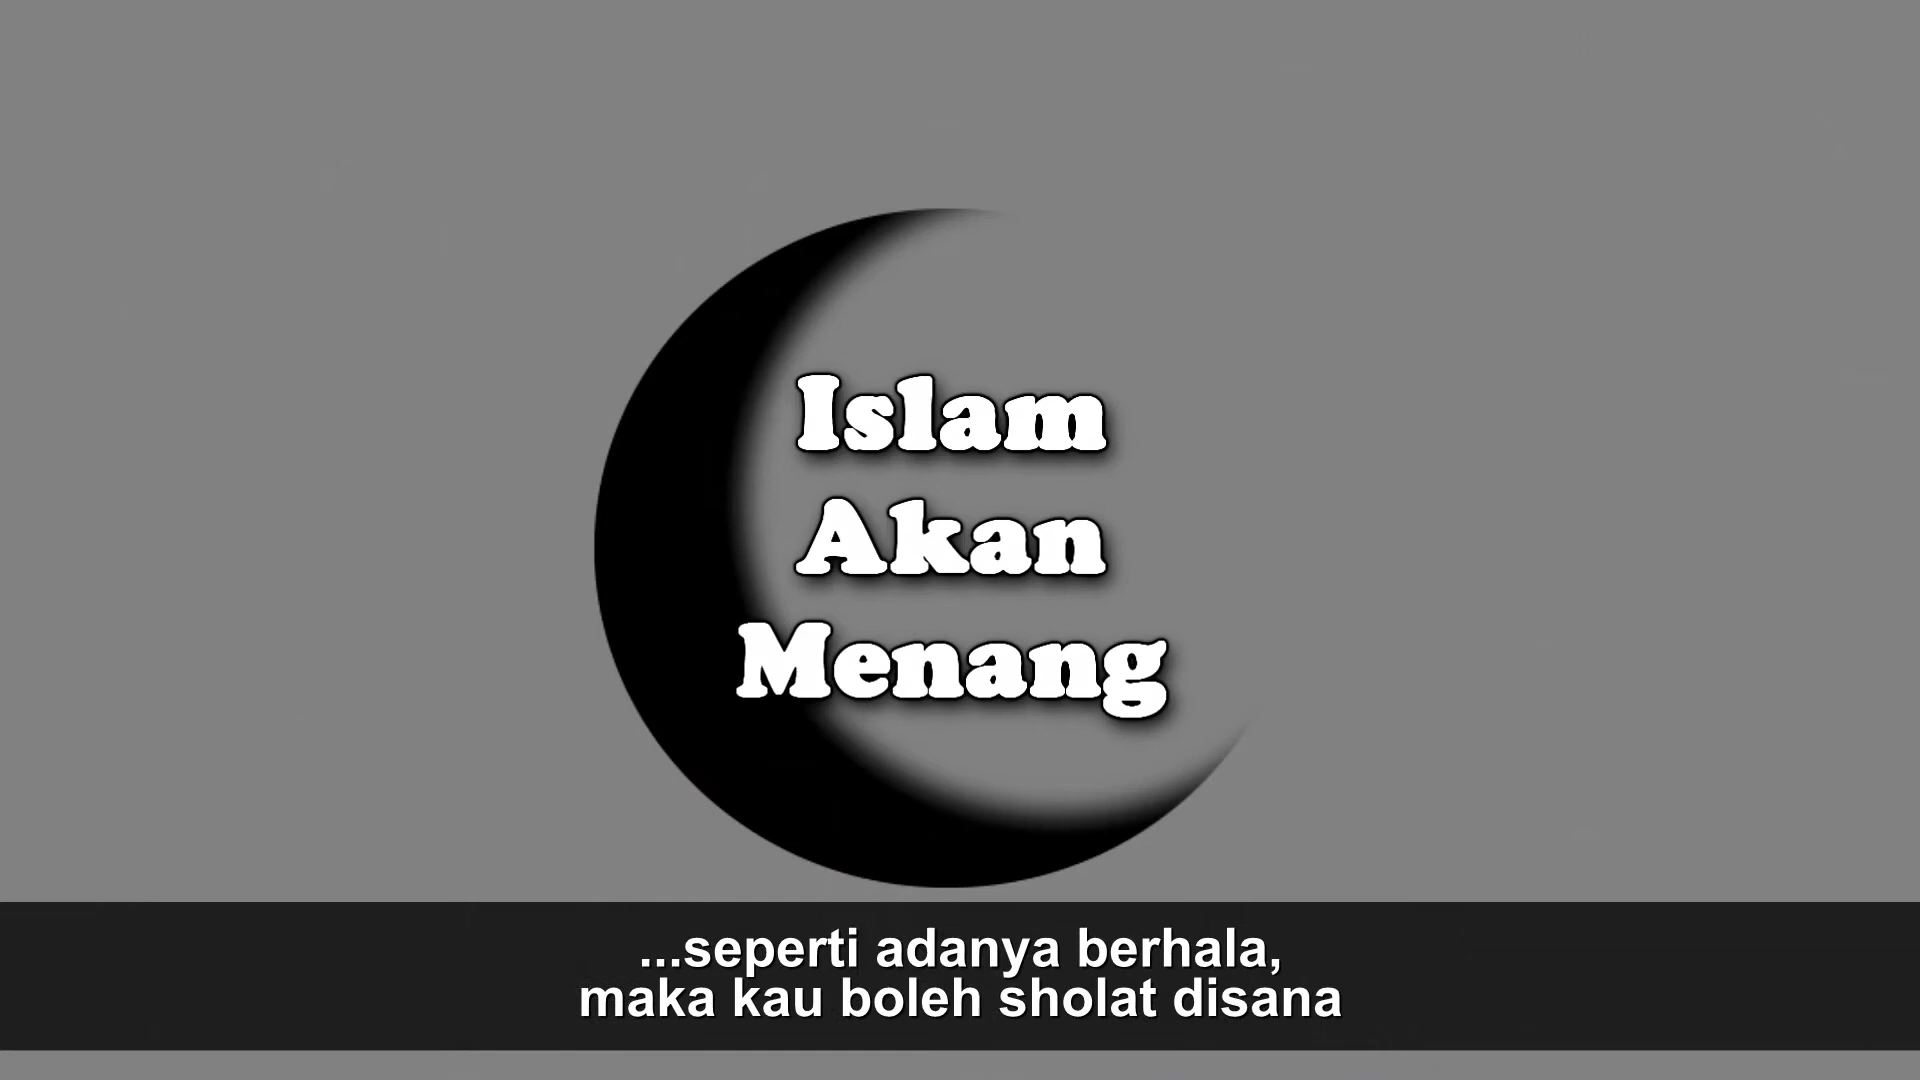 Islam
Akan
Menang
...seperti adanya berhala,
maka kau boleh sholat disana